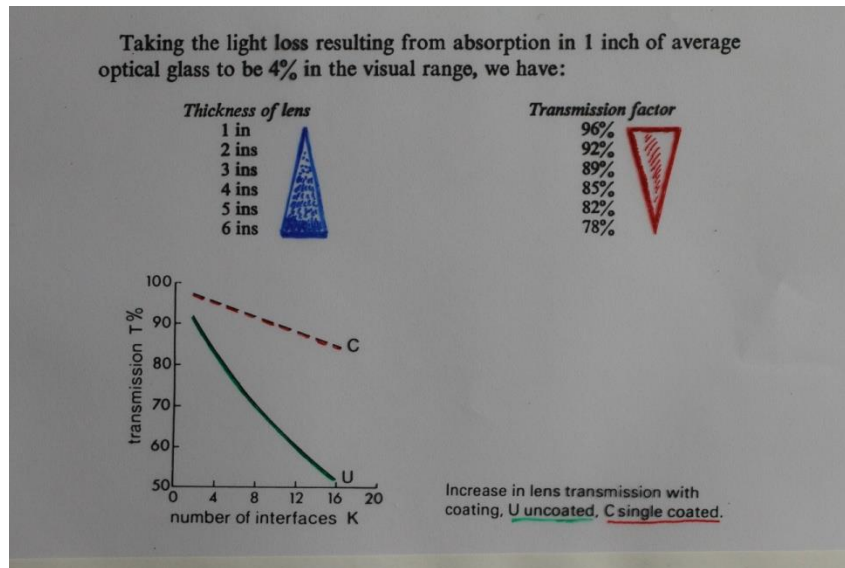 Taking the light loss resulting from absorption in 1 inch of average
optical glass to be 4% in the visual range, we have:
Thickness of lens
1 in
2 ins
3 ins
4 ins
5 ins
6 ins
Transmission factor
96%
92%
89%
85%
82%
78%
transmission T%
100
90
80
70
60
50
C
U
0 4 8 12 16 20
number of interfaces K
Increase in lens transmission with
coating, U uncoated, C single coated.